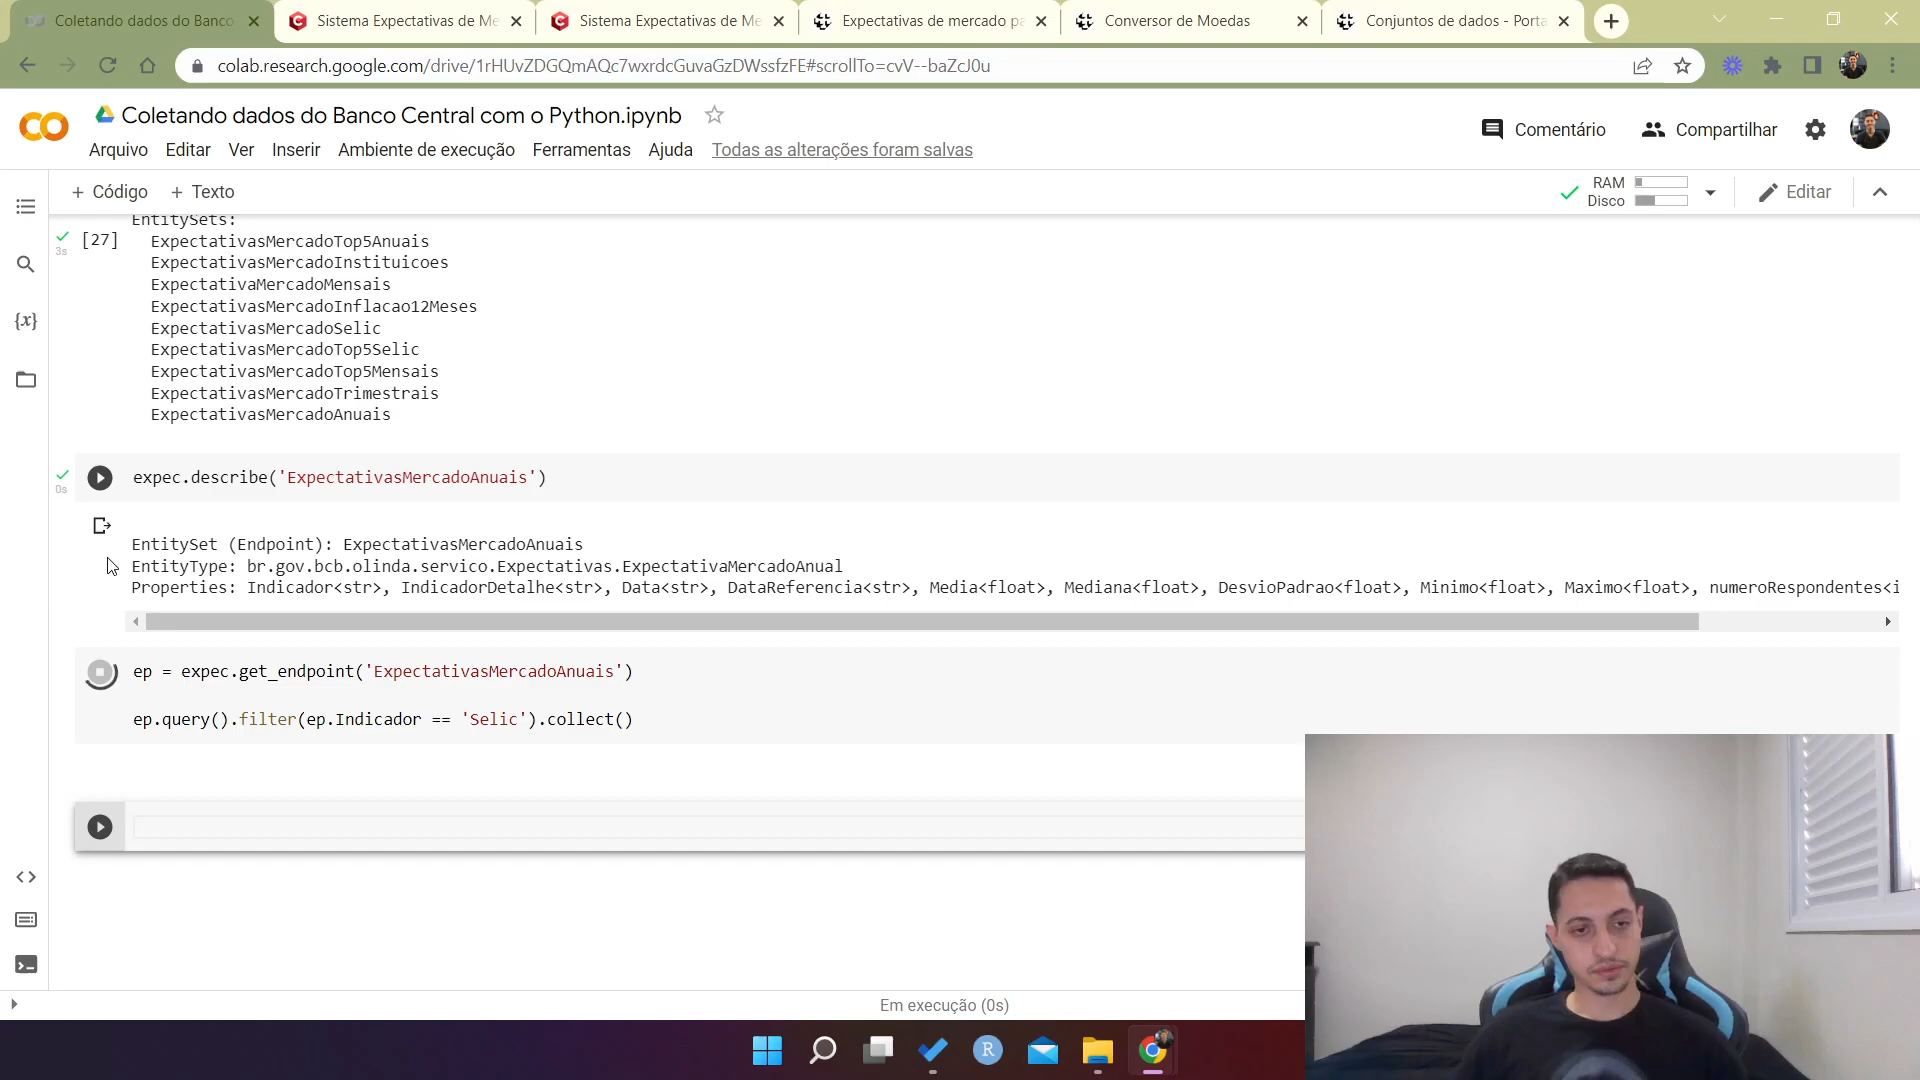 Coletando dados do Banco
Sistema Expectativas de Me
Sistema Expectativas de Me
Expectativas de mercado pa
Conversor de Moedas
Conjuntos de dados - Porta
colab.research.google.com/drive/1rHUvZDGQmAQc7wxrdcGuvaGzDWssfzFE#scrollTo=cvV--baZcJ0u
Coletando dados do Banco Central com o Python.ipynb
Comentário
Compartilhar
Arquivo Editar Ver Inserir Ambiente de execução Ferramentas Ajuda Todas as alterações foram salvas
+ Código + Texto
RAM
Disco
Editar
EntitySets:
[27]
3s
ExpectativasMercadoTop5Anuais
ExpectativasMercadoInstituicoes
ExpectativaMercadoMensais
ExpectativasMercadoInflacao12Meses
ExpectativasMercadoSelic
ExpectativasMercadoTop5Selic
ExpectativasMercadoTop5Mensais
ExpectativasMercadoTrimestrais
ExpectativasMercadoAnuais
0s
expec.describe('ExpectativasMercadoAnuais')
EntitySet (Endpoint): ExpectativasMercadoAnuais
EntityType: br.gov.bcb.olinda.servico.Expectativas.ExpectativaMercadoAnual
Properties: Indicador<str>, IndicadorDetalhe<str>, Data<str>, DataReferencia<str>, Media<float>, Mediana<float>, DesvioPadrao<float>, Minimo<float>, Maximo<float>, numeroRespondentes<i
ep = expec.get_endpoint('ExpectativasMercadoAnuais')
ep.query().filter(ep.Indicador == 'Selic').collect()
Em execução (0s)